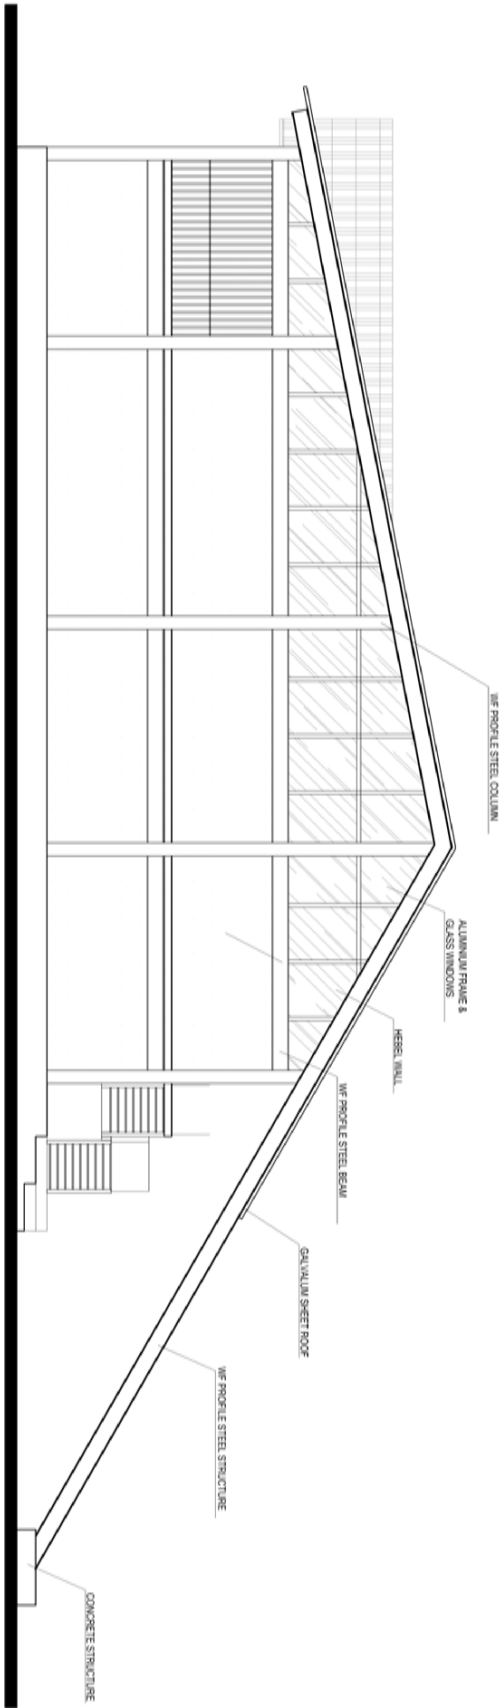 WF PROFILE STEEL COLUMN
ALUMINIUM FRAME &
GLASS WINDOWS
HEBEL WALL
WF PROFILE STEEL BEAM
GALVALUM SHEET ROOF
WF PROFILE STEEL STRUCTURE
CONCRETE STRUCTURE